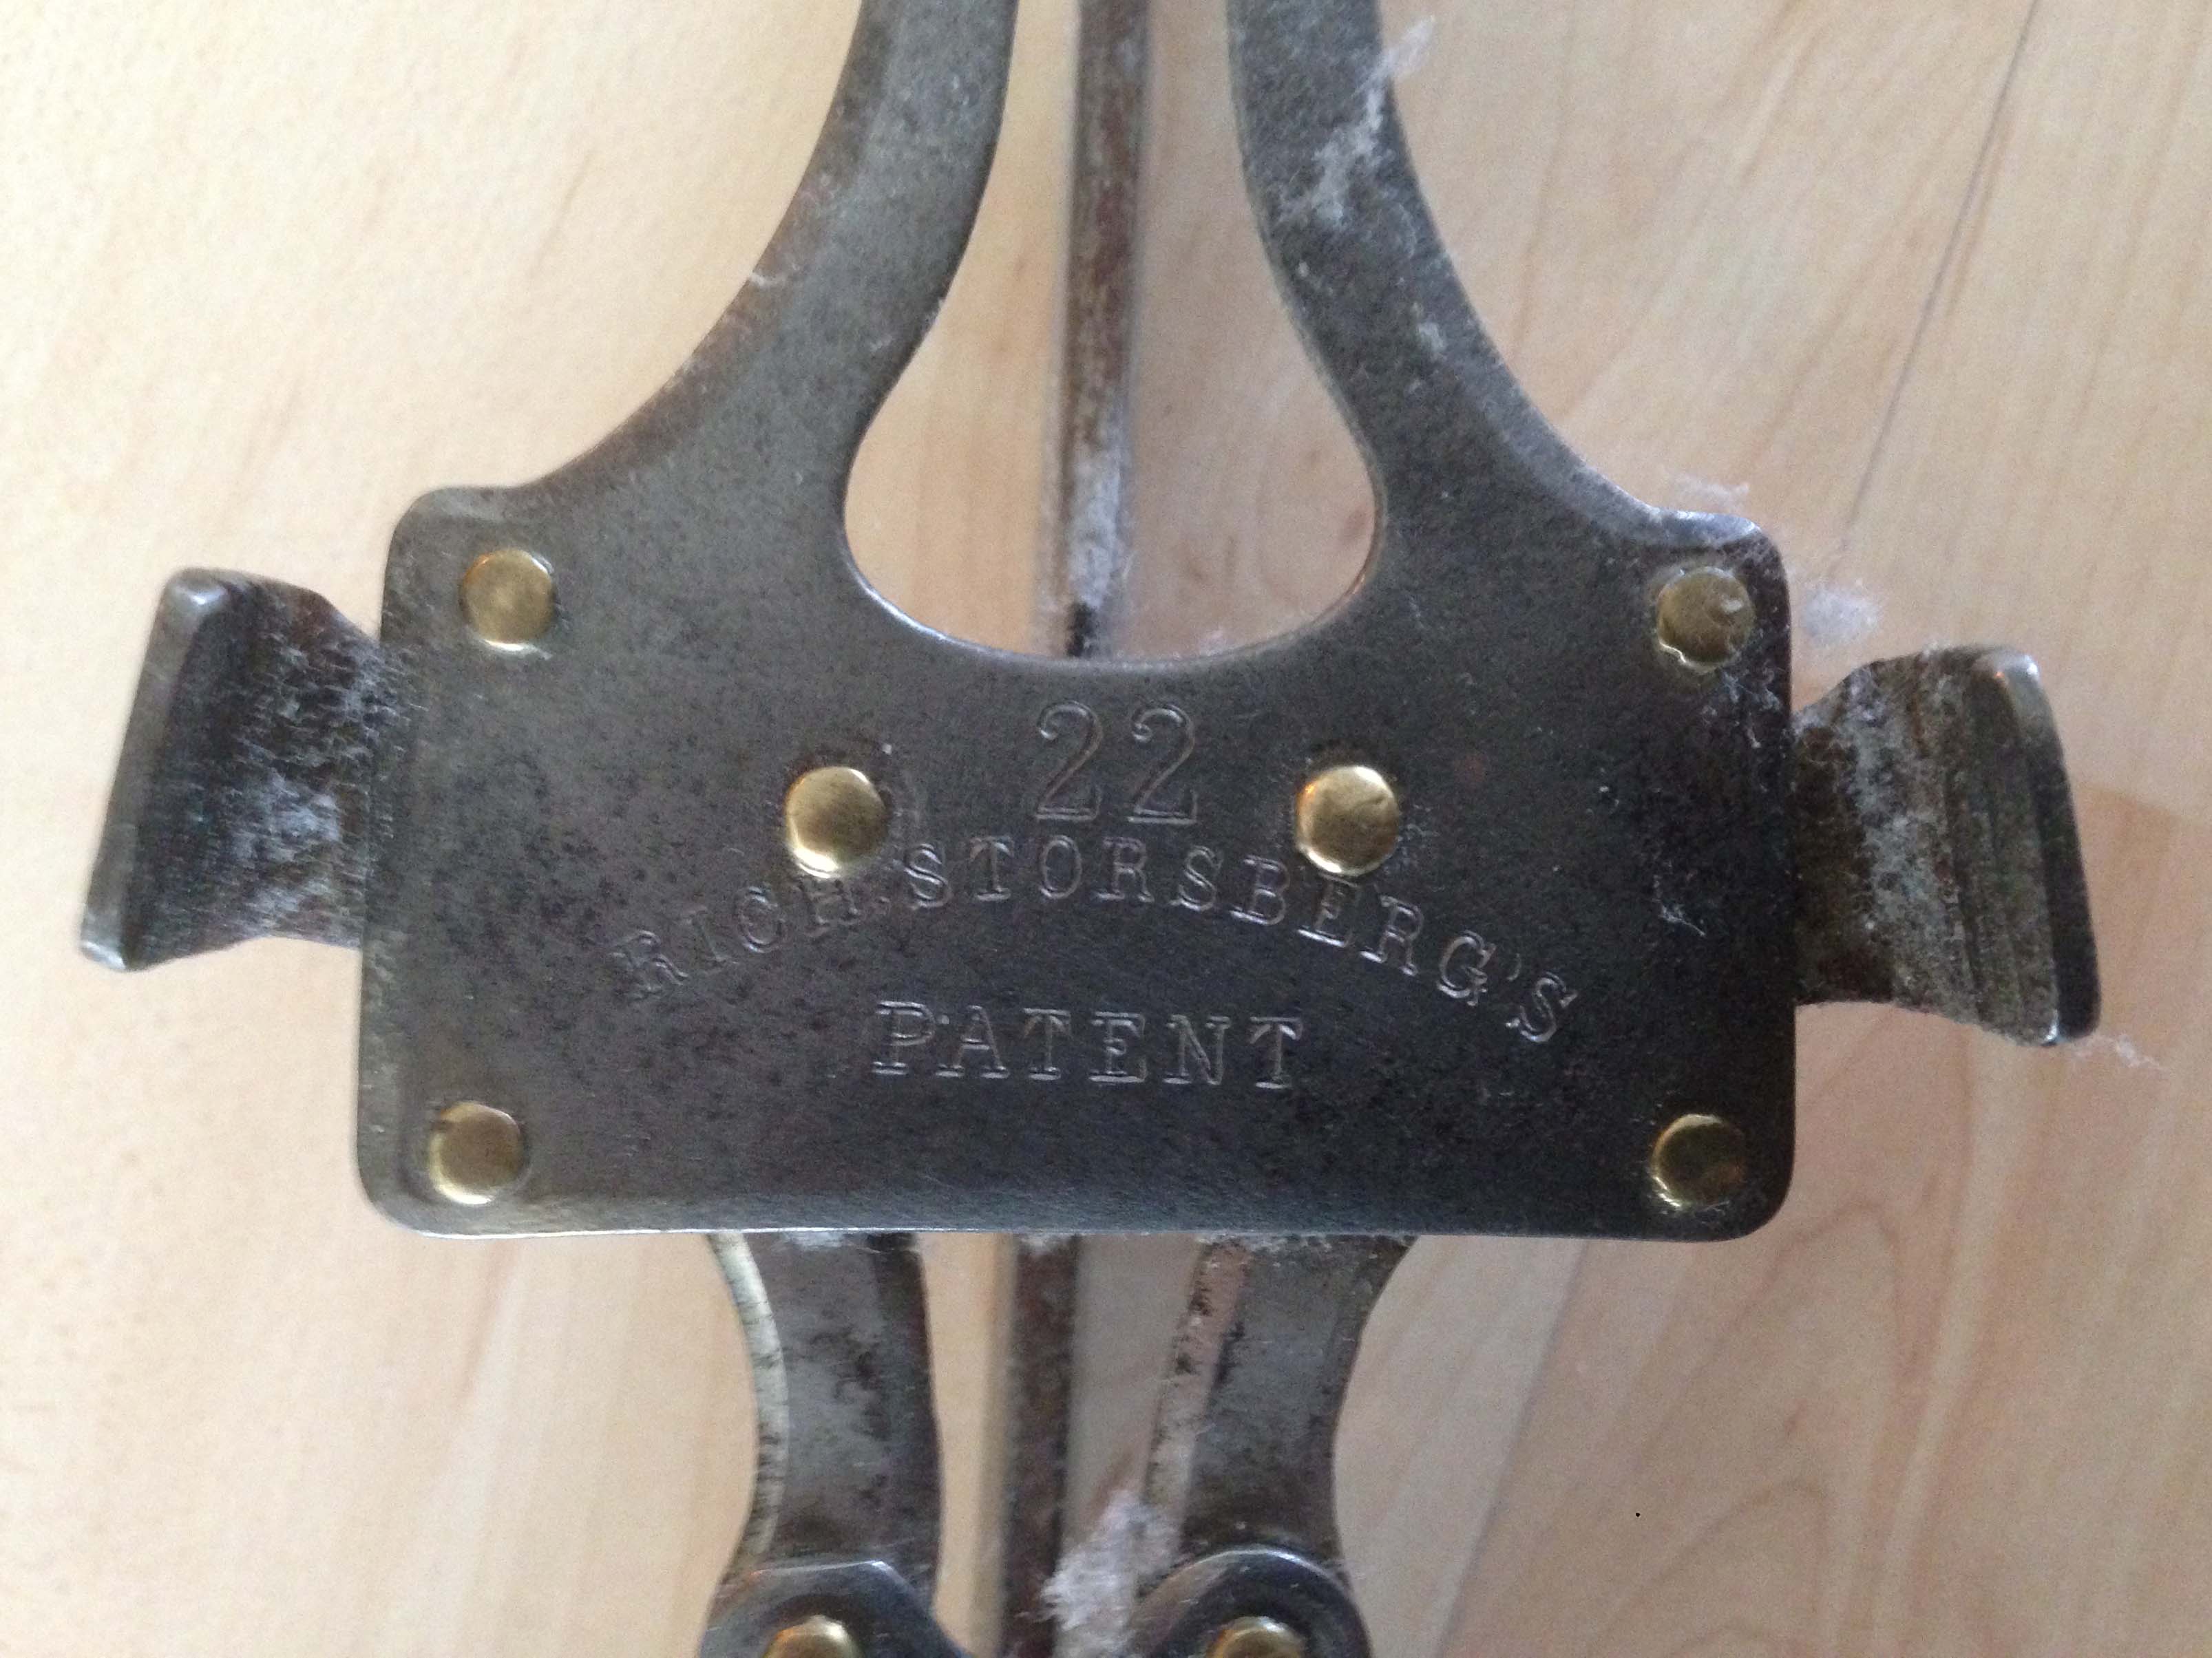 22
RICH. STORSBERG'S
PATENT